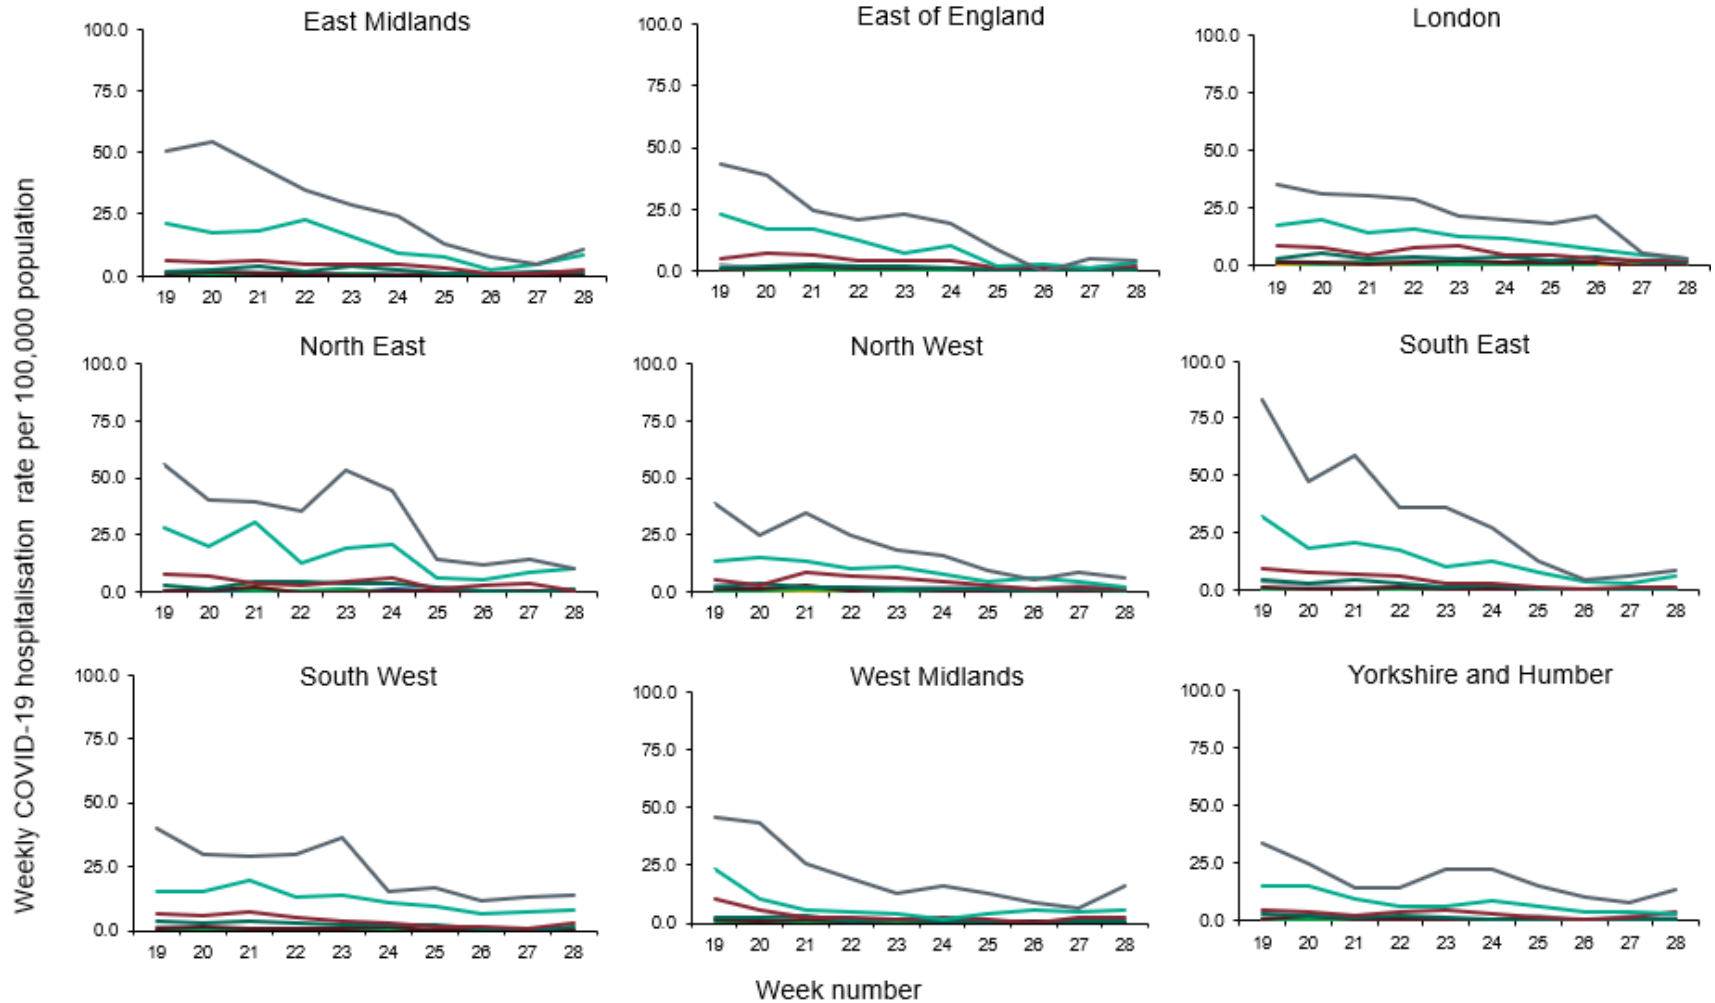 Weekly COVID-19 hospitalisation rate per 100,000 population
East Midlands
100.0
75.0
50.0
25.0
0.0
19 20 21 22 23 24 25 26 27 28
East of England
100.0
75.0
50.0
25.0
0.0
19 20 21 22 23 24 25 26 27 28
London
100.0
75.0
50.0
25.0
0.0
19 20 21 22 23 24 25 26 27 28
North East
100.0
75.0
50.0
25.0
0.0
19 20 21 22 23 24 25 26 27 28
North West
100.0
75.0
50.0
25.0
0.0
19 20 21 22 23 24 25 26 27 28
South East
100.0
75.0
50.0
25.0
0.0
19 20 21 22 23 24 25 26 27 28
South West
100.0
75.0
50.0
25.0
0.0
19 20 21 22 23 24 25 26 27 28
West Midlands
100.0
75.0
50.0
25.0
0.0
19 20 21 22 23 24 25 26 27 28
Yorkshire and Humber
100.0
75.0
50.0
25.0
0.0
19 20 21 22 23 24 25 26 27 28
Week number